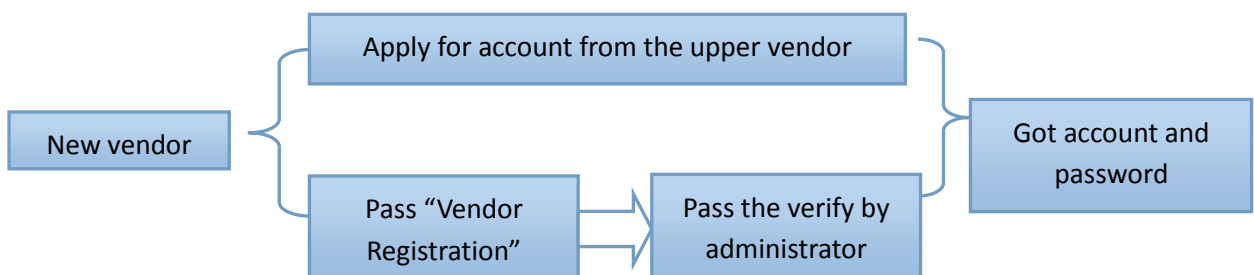 Apply for account from the upper vendor
New vendor
Got account and
password
Pass “Vendor
Registration”
Pass the verify by
administrator